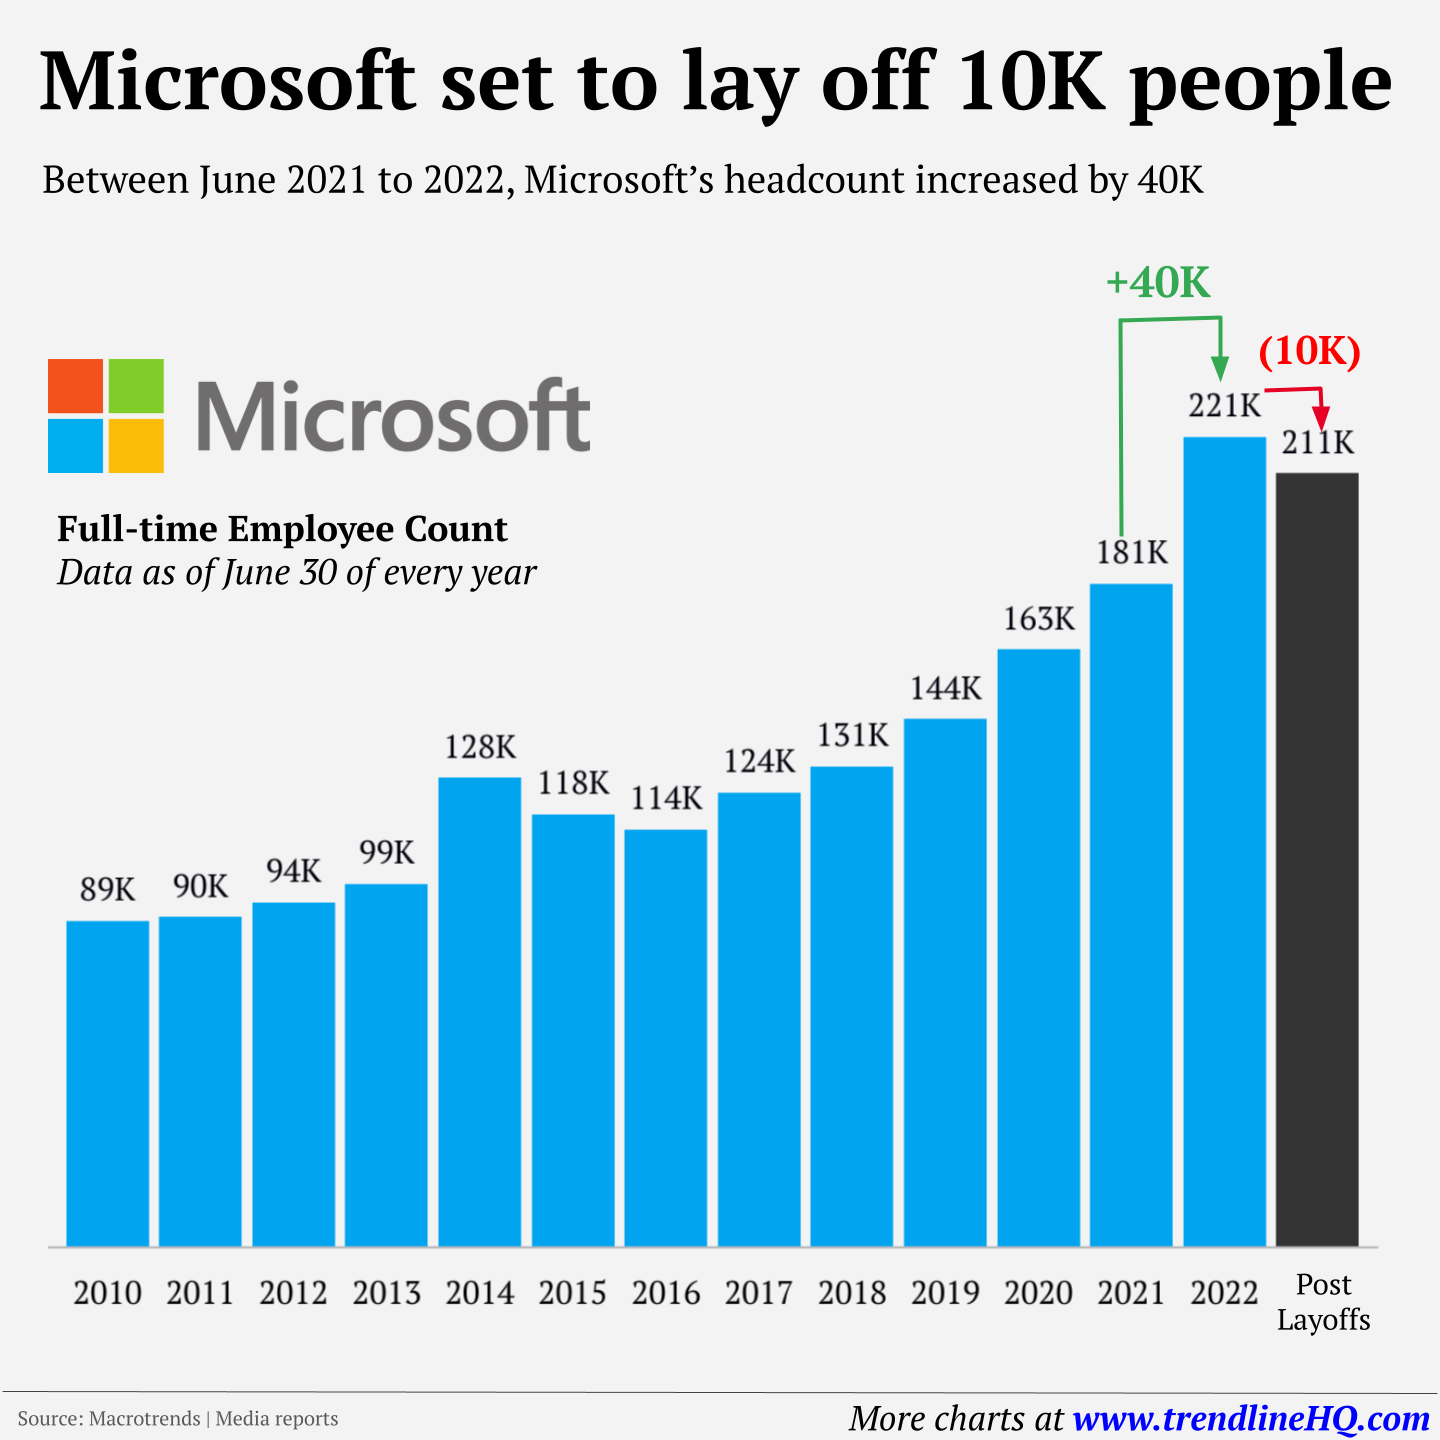 Microsoft set to lay off 10K people
Between June 2021 to 2022, Microsoft’s headcount increased by 40K
+40K
(10K)
Microsoft
Full-time Employee Count
Data as of June 30 of every year
89K
90K
94K
99K
128K
118K
114K
124K
131K
144K
163K
181K
221K
211K
2010 2011 2012 2013 2014 2015 2016 2017 2018 2019 2020 2021 2022
Post
Layoffs
Source: Macrotrends | Media reports
More charts at www.trendlineHQ.com